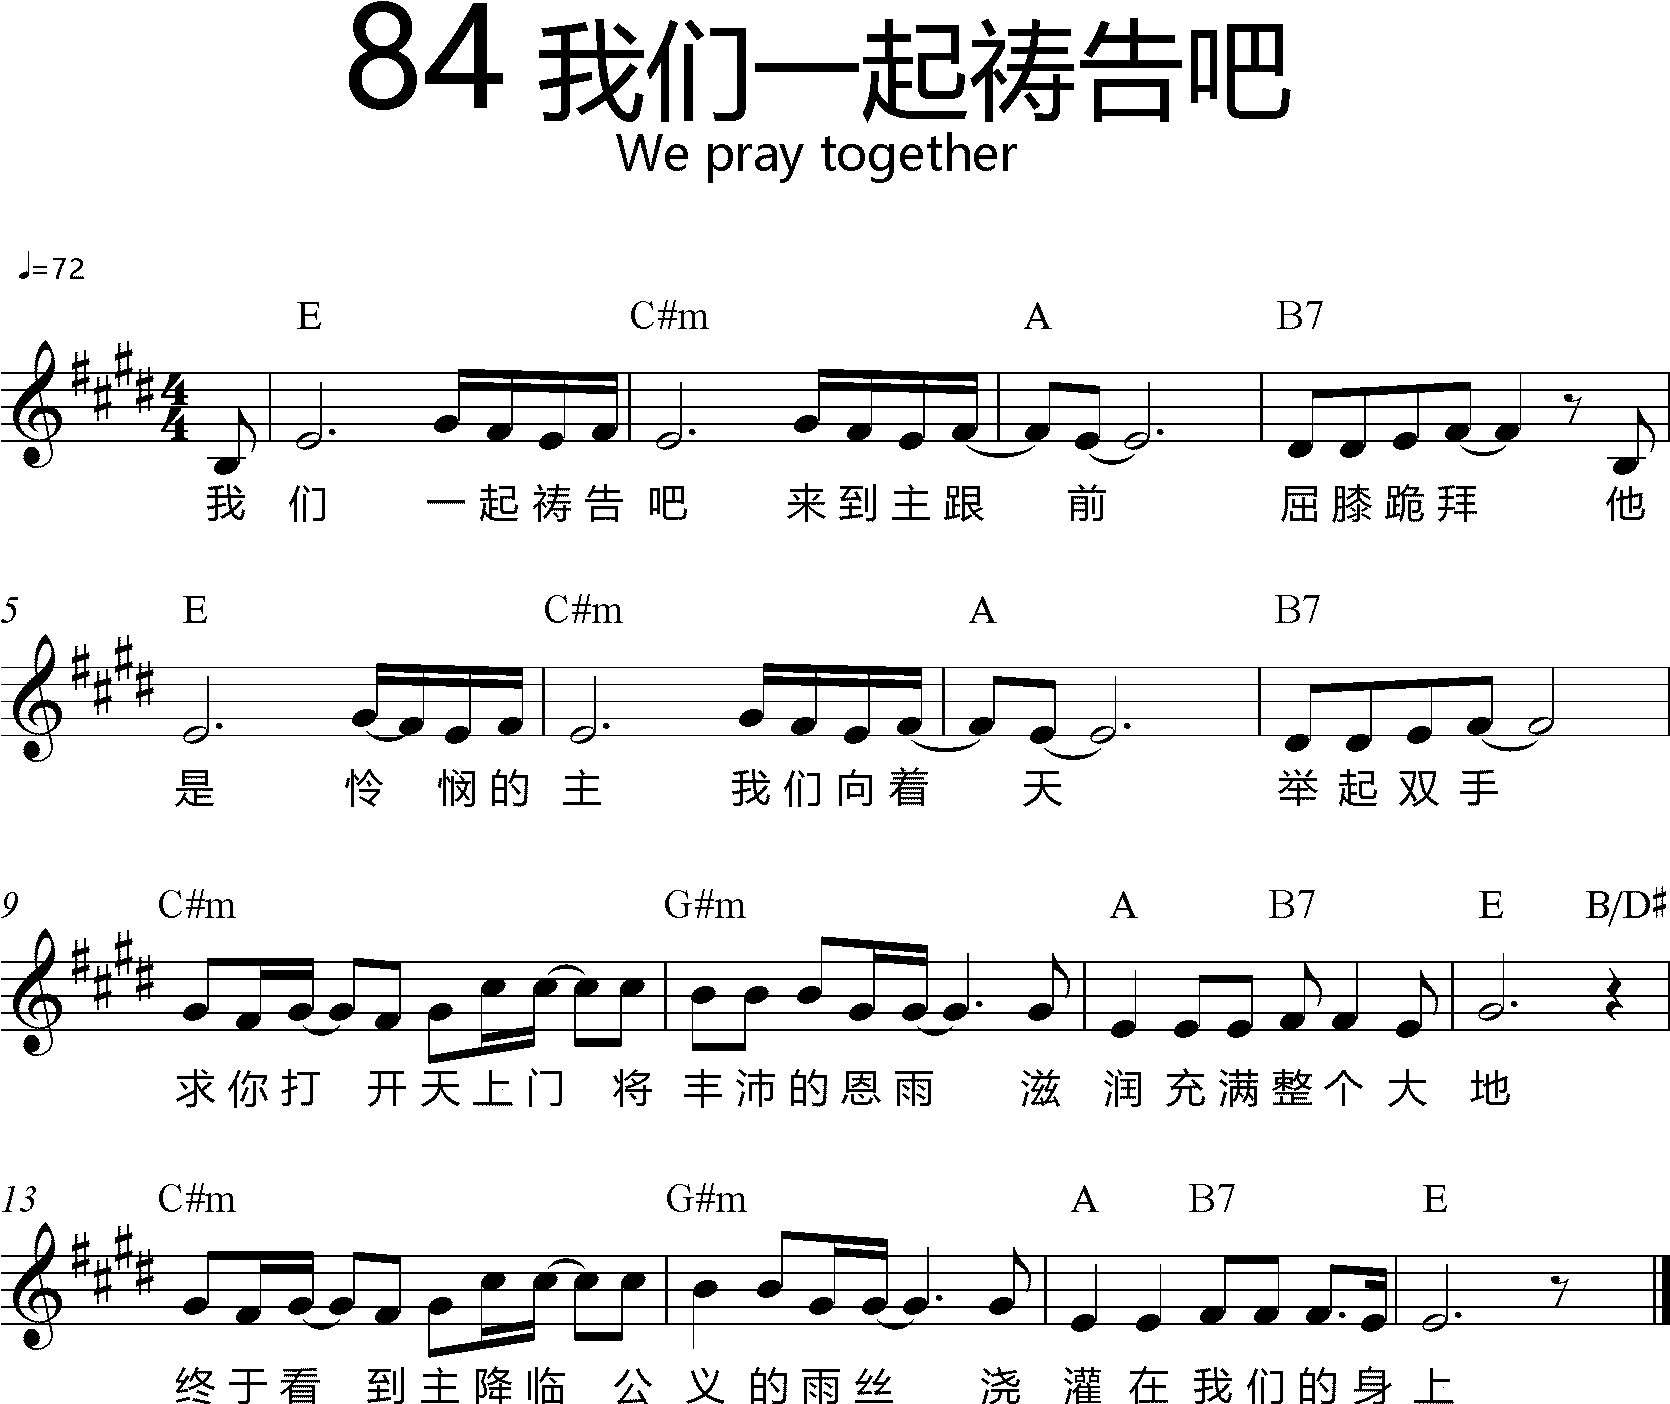 84 我们一起祷告吧
We pray together
♩=72
E C#m A B7
我 们 一 起 祷 告 吧 来 到 主 跟 前 屈 膝 跪 拜 他
5 E C#m A B7
是 怜 悯 的 主 我 们 向 着 天 举 起 双 手
9 C#m G#m A B7 E B/D♯
求 你 打 开 天 上 门 将 丰 沛 的 恩 雨 滋 润 充 满 整 个 大 地
13 C#m G#m A B7 E
终 于 看 到 主 降 临 公 义 的 雨 丝 浇 灌 在 我 们 的 身 上